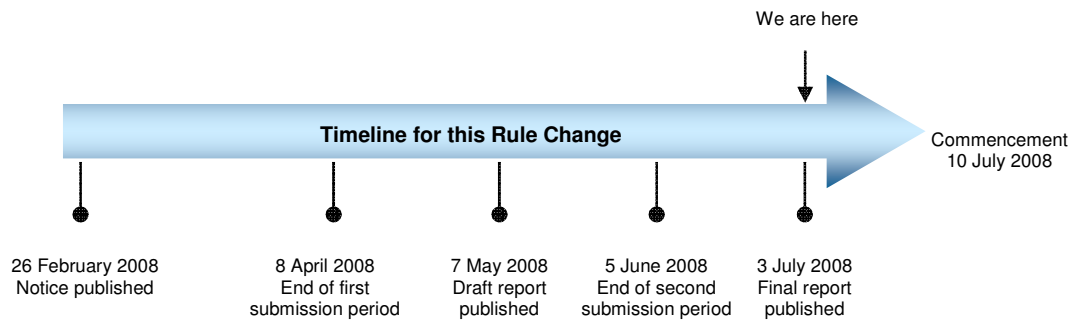 We are here
Timeline for this Rule Change
Commencement
10 July 2008
26 February 2008
Notice published
8 April 2008
End of first
submission period
7 May 2008
Draft report
published
5 June 2008
End of second
submission period
3 July 2008
Final report
published